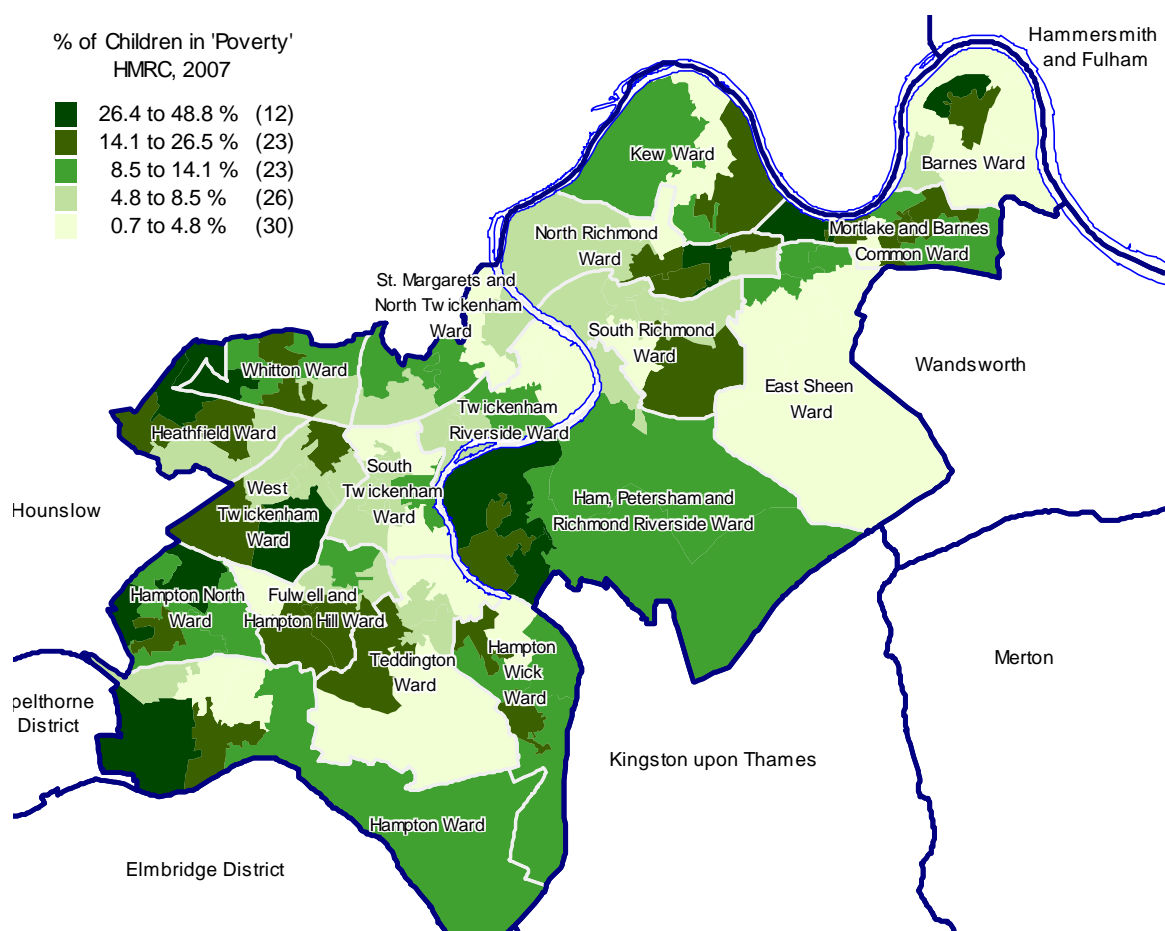 % of Children in 'Poverty'
HMRC, 2007
26.4 to 48.8 % (12)
14.1 to 26.5 % (23)
8.5 to 14.1 % (23)
4.8 to 8.5 % (26)
0.7 to 4.8 % (30)
Hammersmith
and Fulham
Kew Ward
Barnes Ward
North Richmond
Ward
Mortlake and Barnes
Common Ward
St. Margarets and
North Twickenham
Ward
South Richmond
Ward
Whitton Ward
Wandsworth
East Sheen
Ward
Twickenham
Riverside Ward
Heathfield Ward
South
Twickenham
Ward
West
Twickenham
Ward
Ham, Petersham and
Richmond Riverside Ward
Hounslow
Hampton North
Ward
Fulwell and
Hampton Hill Ward
Teddington
Ward
Hampton
Wick
Ward
Merton
pelthorne
District
Kingston upon Thames
Hampton Ward
Elmbridge District